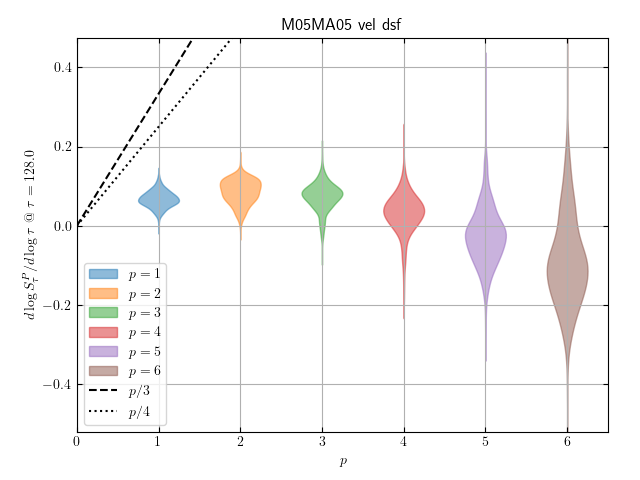 M05MA05 vel dsf
d log S_τ^P / d log τ @ τ = 128.0
0.4
0.2
0.0
−0.2
−0.4
p = 1
p = 2
p = 3
p = 4
p = 5
p = 6
p/3
p/4
0 1 2 3 4 5 6
p